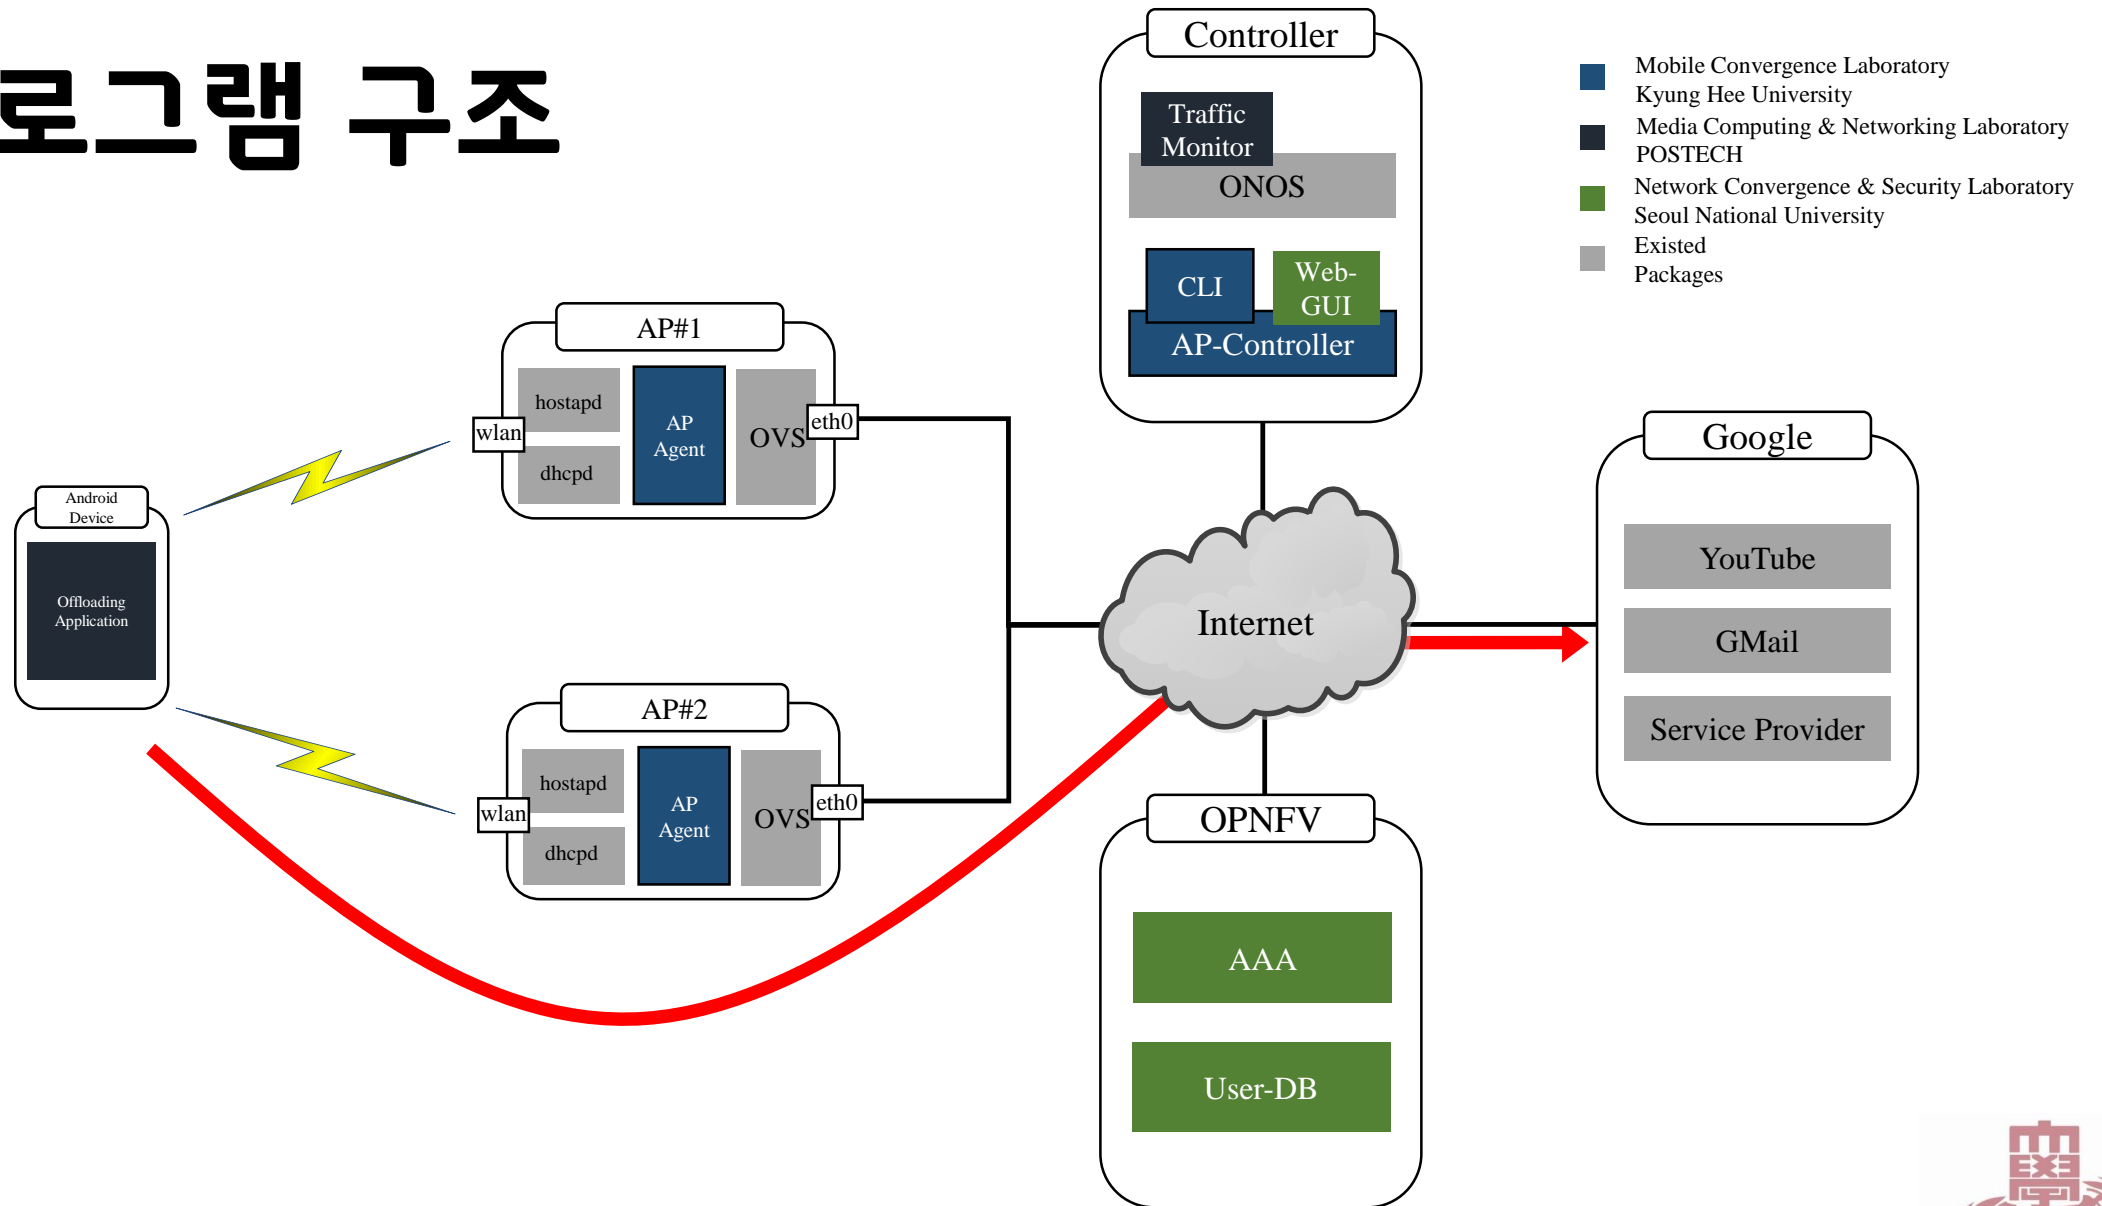 로그램 구조
Controller
Traffic
Monitor
ONOS
CLI
Web-
GUI
AP-Controller
Mobile Convergence Laboratory
Kyung Hee University
Media Computing & Networking Laboratory
POSTECH
Network Convergence & Security Laboratory
Seoul National University
Existed
Packages
AP#1
hostapd
dhcpd
AP
Agent
OVS
wlan
eth0
Android
Device
Offloading
Application
AP#2
hostapd
dhcpd
AP
Agent
OVS
wlan
eth0
Internet
Google
YouTube
GMail
Service Provider
OPNFV
AAA
User-DB